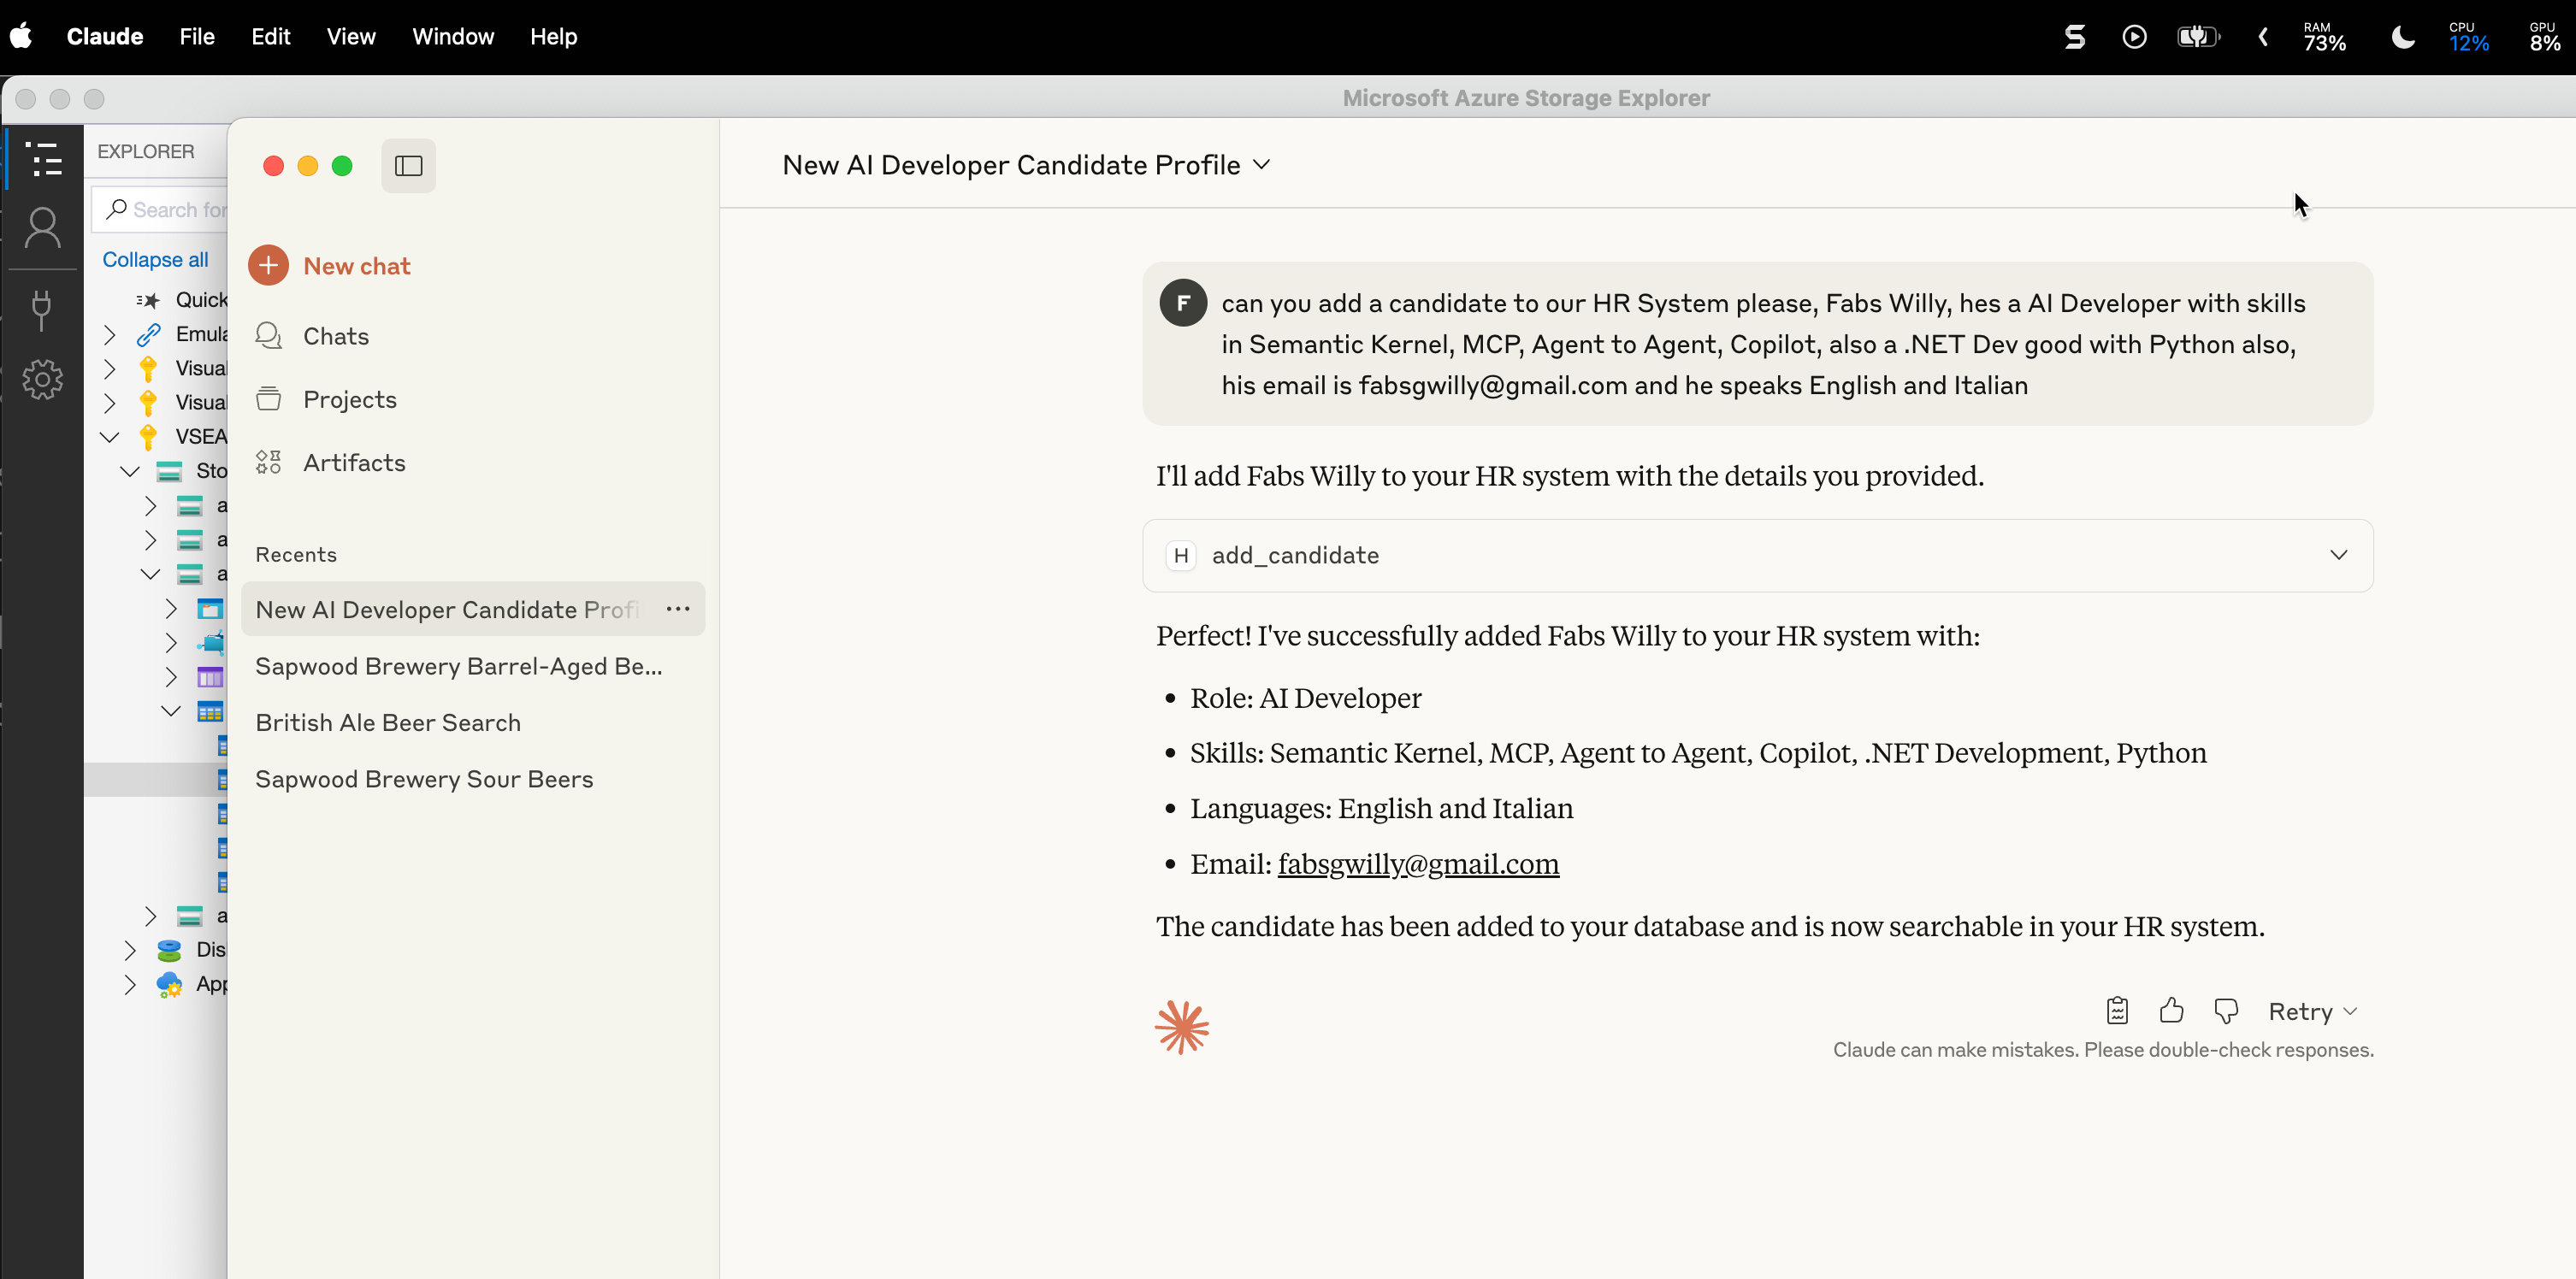 Claude File Edit View Window Help
RAM
73%
CPU
12%
GPU
8%
Microsoft Azure Storage Explorer
EXPLORER
Search for
Collapse all
Quick
Emula
Visual
Visual
VSEA
Sto
a
a
a
a
Dis
App
New chat
Chats
Projects
Artifacts
Recents
New AI Developer Candidate Profi
Sapwood Brewery Barrel-Aged Be...
British Ale Beer Search
Sapwood Brewery Sour Beers
New AI Developer Candidate Profile
F
can you add a candidate to our HR System please, Fabs Willy, hes a AI Developer with skills
in Semantic Kernel, MCP, Agent to Agent, Copilot, also a .NET Dev good with Python also,
his email is fabsgwilly@gmail.com and he speaks English and Italian
I'll add Fabs Willy to your HR system with the details you provided.
H add_candidate
Perfect! I've successfully added Fabs Willy to your HR system with:
• Role: AI Developer
• Skills: Semantic Kernel, MCP, Agent to Agent, Copilot, .NET Development, Python
• Languages: English and Italian
• Email: fabsgwilly@gmail.com
The candidate has been added to your database and is now searchable in your HR system.
Retry
Claude can make mistakes. Please double-check responses.